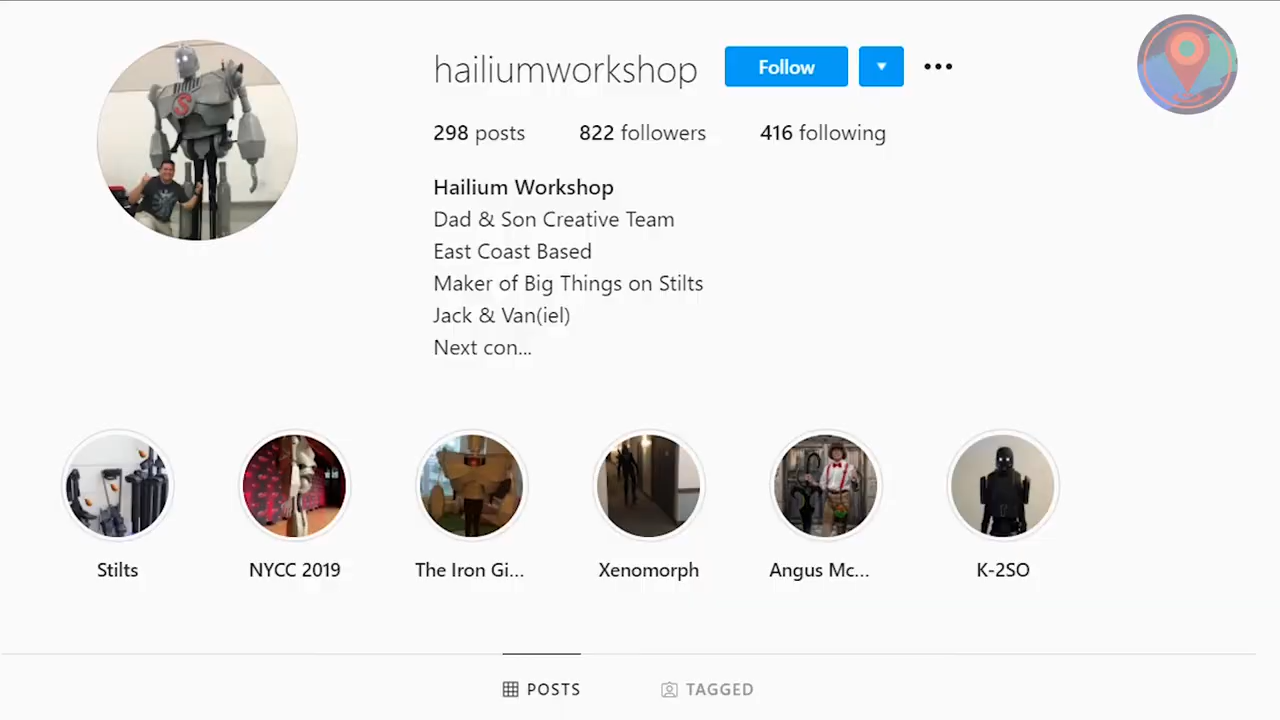 hailiumworkshop Follow
298 posts 822 followers 416 following
Hailium Workshop
Dad & Son Creative Team
East Coast Based
Maker of Big Things on Stilts
Jack & Van(iel)
Next con...
Stilts NYCC 2019 The Iron Gi... Xenomorph Angus Mc... K-2SO
POSTS TAGGED